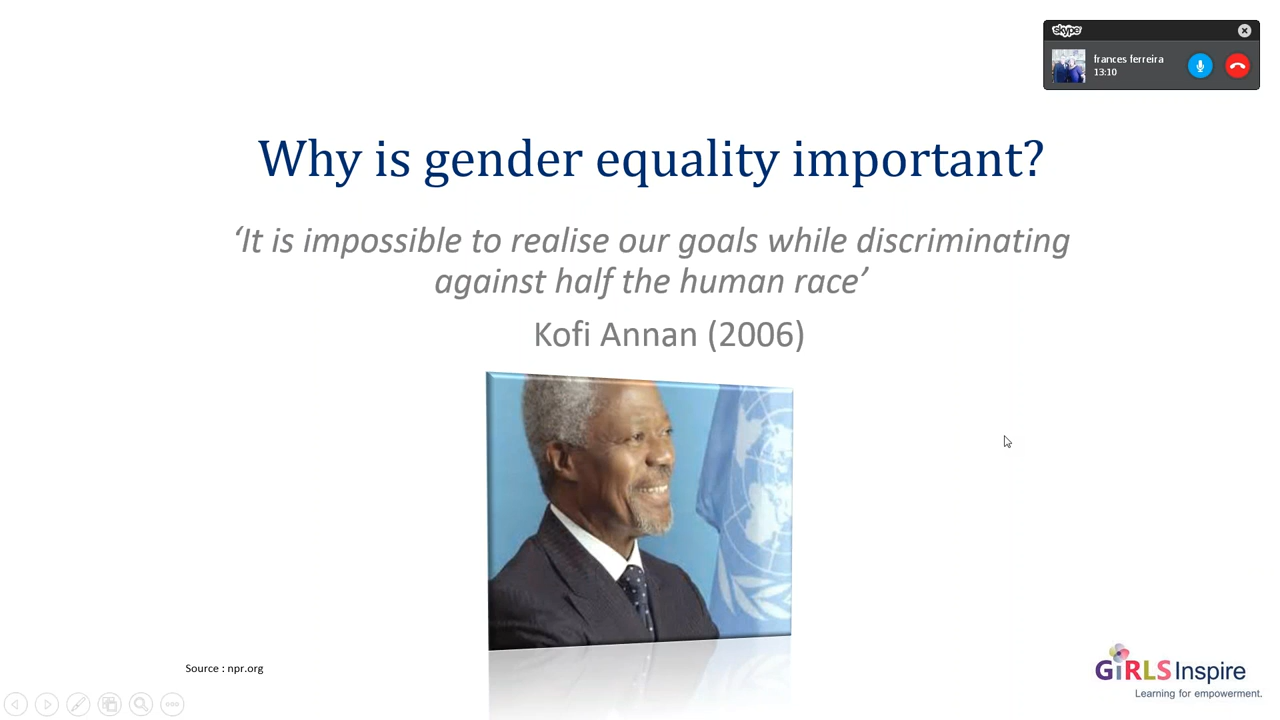 skype
frances ferreira
13:10
Why is gender equality important?
‘It is impossible to realise our goals while discriminating
against half the human race’
Kofi Annan (2006)
Source : npr.org
GiRLS Inspire
Learning for empowerment.